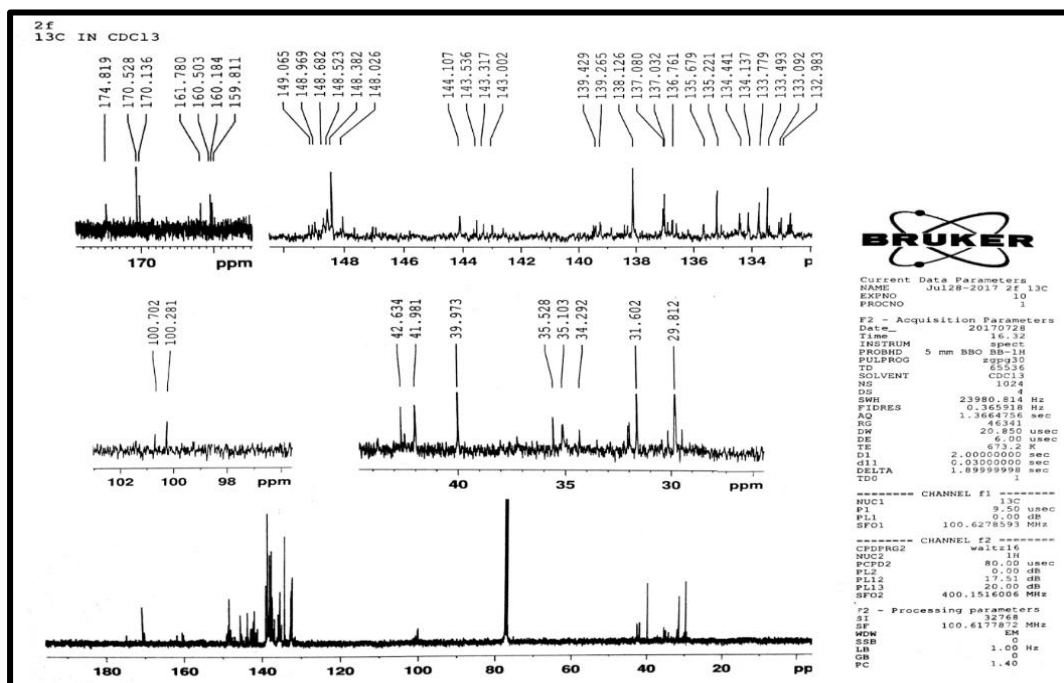 2f
13C IN CDCl3
174.819
170.528
170.136
161.780
160.503
160.184
159.811
149.065
148.969
148.682
148.523
148.382
148.026
144.107
143.536
143.317
143.002
139.429
139.265
138.126
137.080
137.032
136.761
135.679
135.221
134.441
134.137
133.779
133.493
133.092
132.983
170 ppm
148 146 144 142 140 138 136 134
100.702
100.281
42.634
41.981
39.973
35.528
35.103
34.292
31.602
29.812
102 100 98 ppm
40 35 30 ppm
180 160 140 120 100 80 60 40 20 ppm
BRUKER
Current Data Parameters
NAME Jul28-2017 2f 13C
EXPNO 10
PROCNO 1
F2 - Acquisition Parameters
Date_ 20170728
Time 16.32
INSTRUM spect
PROBHD 5 mm BBO BB-1H
PULPROG zgpg30
TD 65536
SOLVENT CDCl3
NS 1024
DS 4
SWH 23980.814 Hz
FIDRES 0.365918 Hz
AQ 1.3664756 sec
RG 46341
DW 20.850 usec
DE 6.00 usec
TE 673.2 K
D1 2.00000000 sec
d11 0.03000000 sec
DELTA 1.89999998 sec
TD0 1
======== CHANNEL f1 ========
NUC1 13C
P1 9.50 usec
PL1 0.00 dB
SFO1 100.6278593 MHz
======== CHANNEL f2 ========
CPDPRG2 waltz16
NUC2 1H
PCPD2 80.00 usec
PL2 0.00 dB
PL12 17.51 dB
PL13 20.00 dB
SFO2 400.1516006 MHz
F2 - Processing parameters
SI 32768
SF 100.6177872 MHz
WDW EM
SSB 0
LB 1.00 Hz
GB 0
PC 1.40